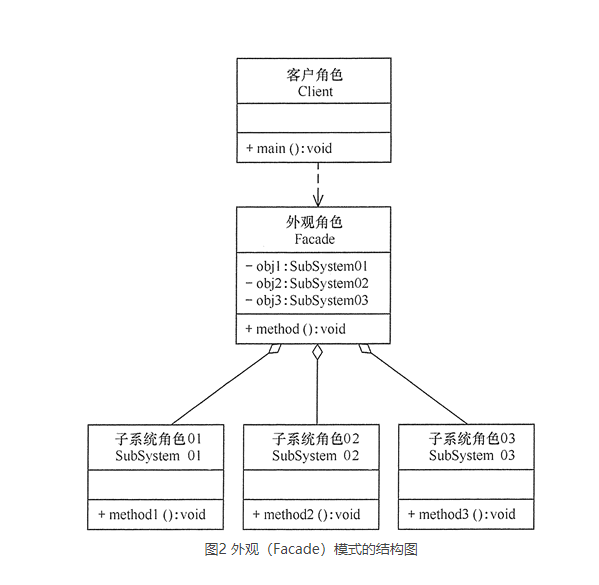 客户角色
Client
+ main ():void
外观角色
Facade
- obj1:SubSystem01
- obj2:SubSystem02
- obj3:SubSystem03
+ method ():void
子系统角色01
SubSystem 01
+ method1 ():void
子系统角色02
SubSystem 02
+ method2 ():void
子系统角色03
SubSystem 03
+ method3 ():void
图2 外观（Facade）模式的结构图